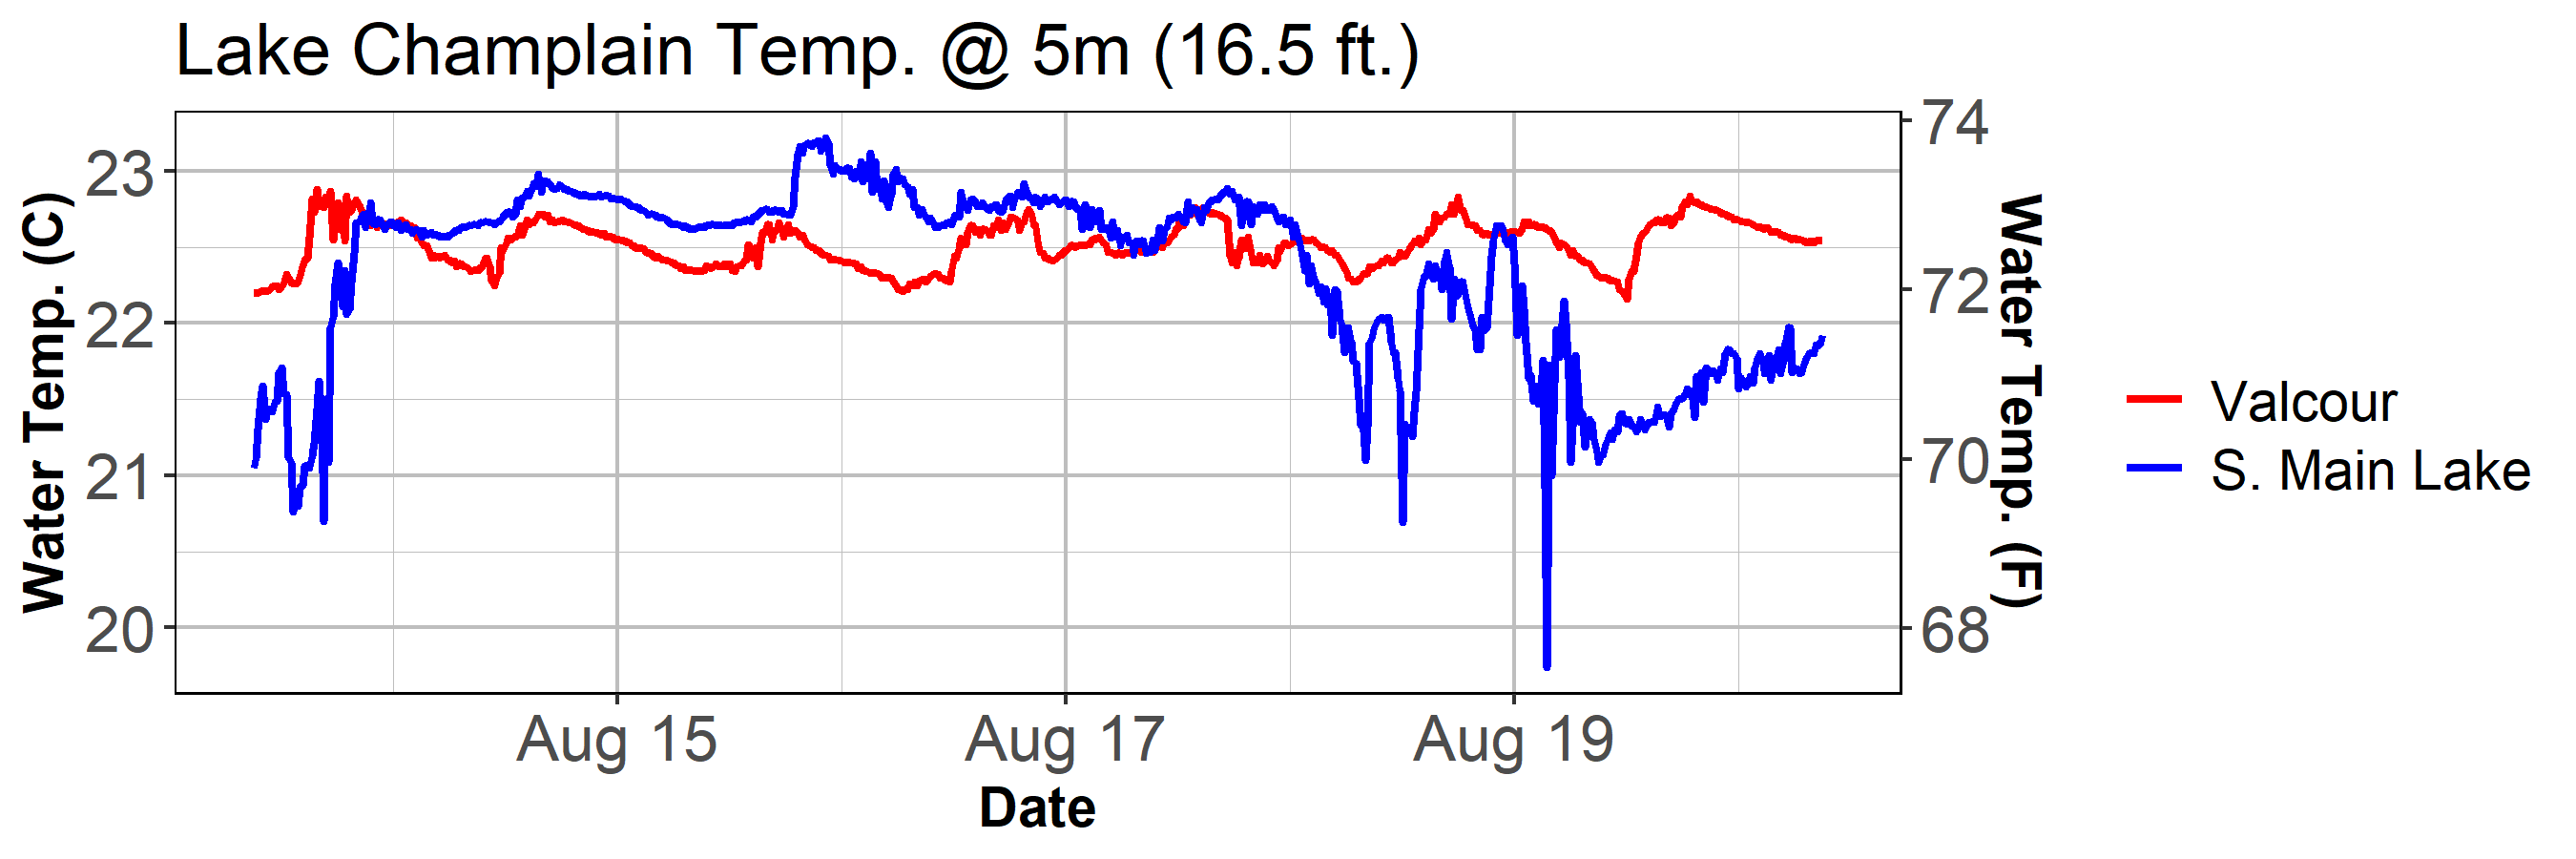 Lake Champlain Temp. @ 5m (16.5 ft.)
Water Temp. (C)
23
22
21
20
74
72
70
68
Water Temp. (F)
Aug 15
Aug 17
Aug 19
Date
Valcour
S. Main Lake